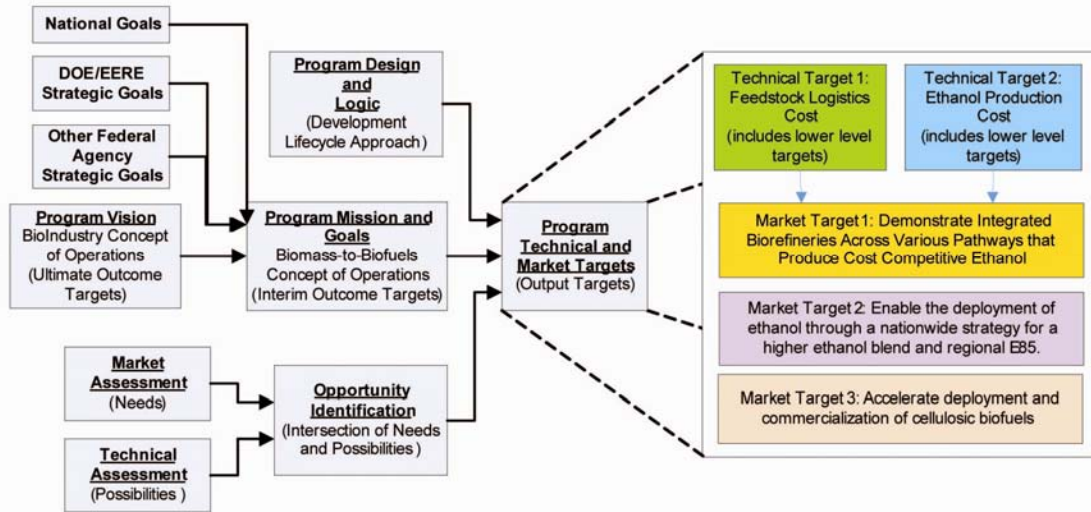 National Goals
DOE/EERE
Strategic Goals
Other Federal
Agency
Strategic Goals
Program Vision
BioIndustry Concept
of Operations
(Ultimate Outcome
Targets)
Program Design
and
Logic
(Development
Lifecycle Approach)
Program Mission and
Goals
Biomass-to-Biofuels
Concept of Operations
(Interim Outcome Targets)
Market
Assessment
(Needs)
Technical
Assessment
(Possibilities )
Opportunity
Identification
(Intersection of Needs
and Possibilities )
Program
Technical and
Market Targets
(Output Targets)
Technical Target 1:
Feedstock Logistics
Cost
(includes lower level
targets)
Technical Target 2:
Ethanol Production
Cost
(includes lower level
targets)
Market Target 1: Demonstrate Integrated
Biorefineries Across Various Pathways that
Produce Cost Competitive Ethanol
Market Target 2: Enable the deployment of
ethanol through a nationwide strategy for a
higher ethanol blend and regional E85.
Market Target 3: Accelerate deployment and
commercialization of cellulosic biofuels